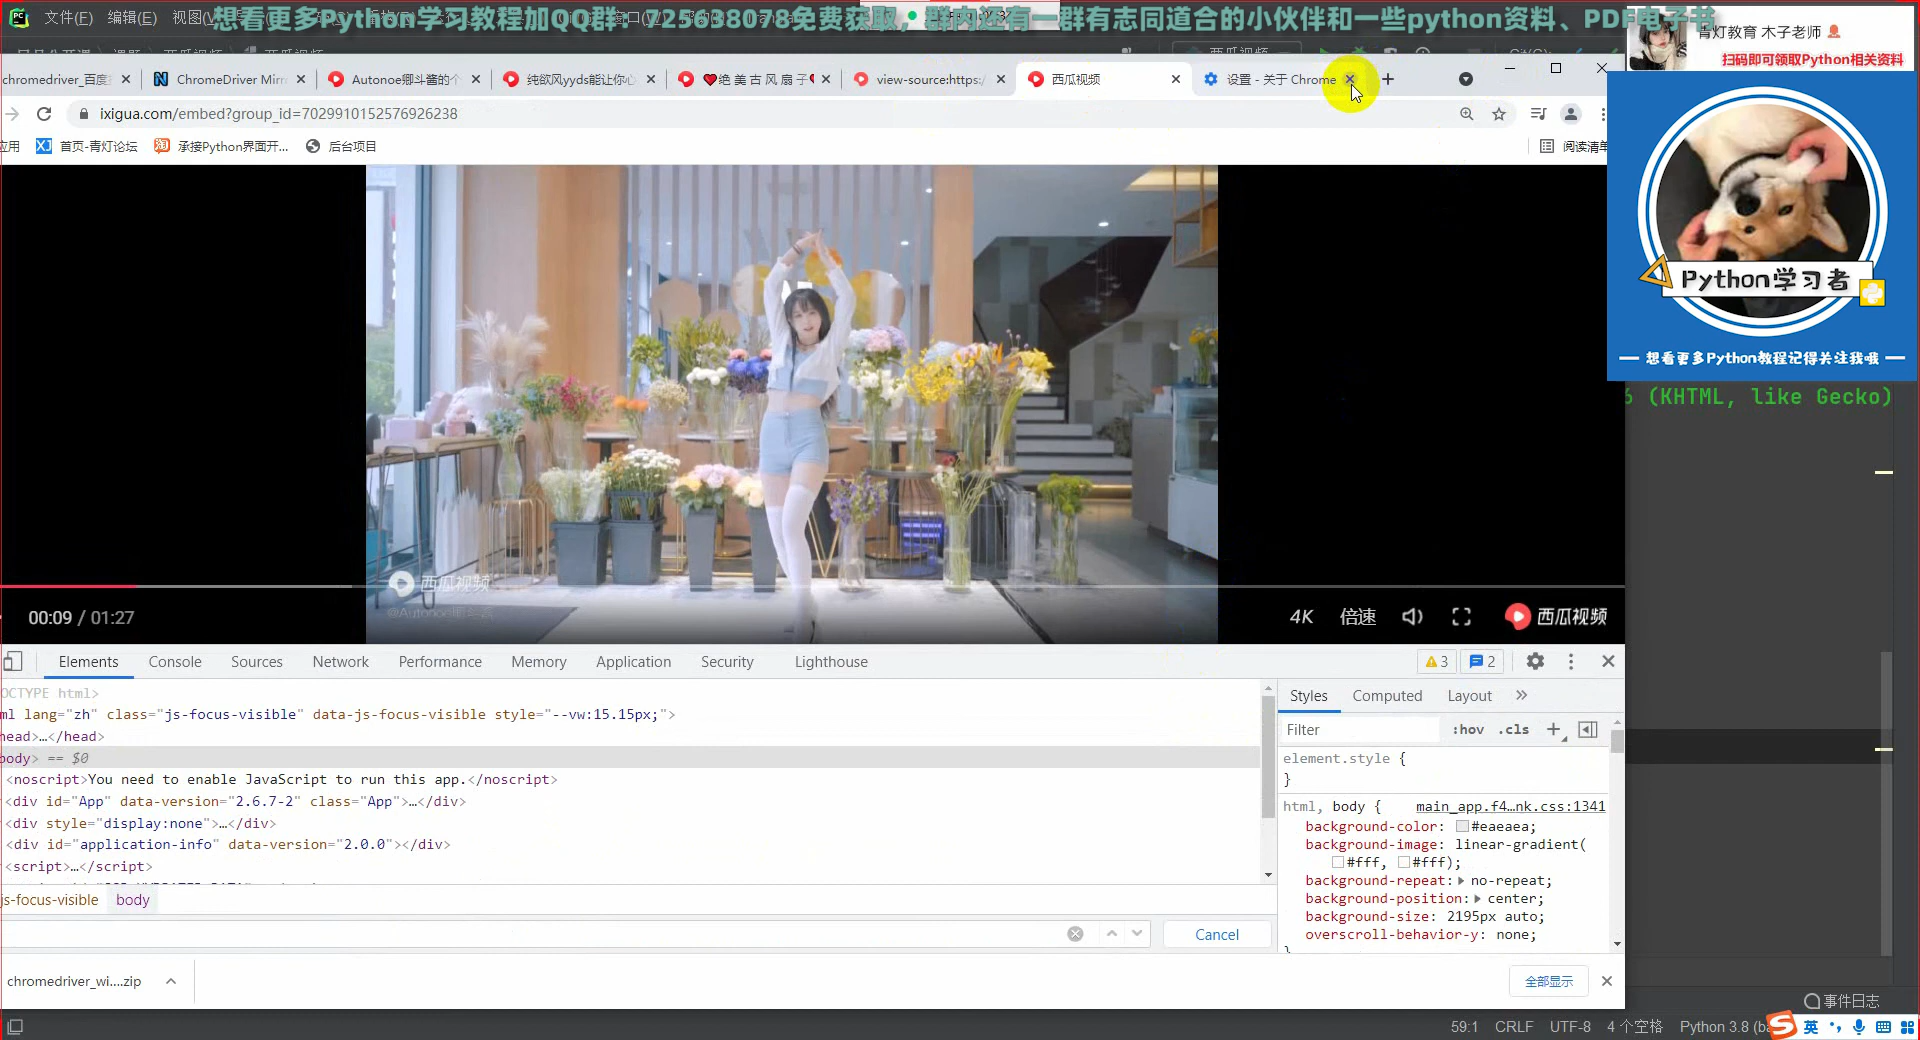 想看更多Python学习教程加QQ群：725688078免费获取，群内还有一群有志同道合的小伙伴和一些python资料、PDF电子书
文件(F) 编辑(E)
青灯教育 木子老师
扫码即可领取Python相关资料
chromedriver_百度
ChromeDriver Mirr
Autonoe卿斗酱的个
纯欲风yyds能让你心
绝 美 古 风 扇 子
view-source:https:/
西瓜视频
设置 - 关于 Chrome
ixigua.com/embed?group_id=7029910152576926238
应用 首页-青灯论坛 承接Python界面开... 后台项目 阅读清单
Python学习者
想看更多Python教程记得关注我哦
(KHTML, like Gecko)
西瓜视频
00:09 / 01:27
4K 倍速 西瓜视频
Elements Console Sources Network Performance Memory Application Security Lighthouse 3 2
OCTYPE html>
ml lang="zh" class="js-focus-visible" data-js-focus-visible style="--vw:15.15px;">
head>…</head>
body> == $0
<noscript>You need to enable JavaScript to run this app.</noscript>
<div id="App" data-version="2.6.7-2" class="App">…</div>
<div style="display:none">…</div>
<div id="application-info" data-version="2.0.0"></div>
<script>…</script>
js-focus-visible body
Cancel
Styles Computed Layout »
Filter :hov .cls
element.style {
}
html, body { main_app.f4…nk.css:1341
background-color: #eaeaea;
background-image: linear-gradient(
#fff, #fff);
background-repeat: no-repeat;
background-position: center;
background-size: 2195px auto;
overscroll-behavior-y: none;
}
chromedriver_wi....zip
全部显示
事件日志
59:1 CRLF UTF-8 4 个空格 Python 3.8
英